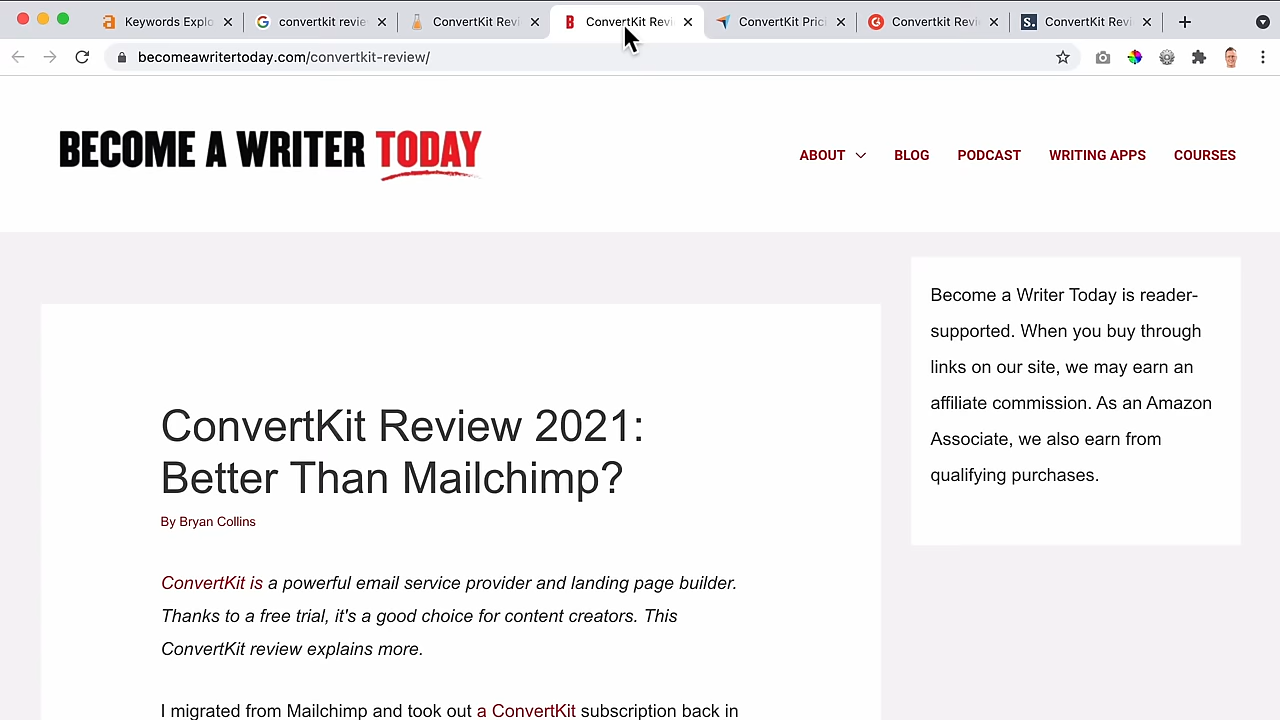 Keywords Explo
convertkit revie
ConvertKit Revi
ConvertKit Revi
ConvertKit Prici
Convertkit Revi
ConvertKit Revi
becomeawritertoday.com/convertkit-review/
BECOME A WRITER TODAY
ABOUT
BLOG
PODCAST
WRITING APPS
COURSES
Become a Writer Today is reader-
supported. When you buy through
links on our site, we may earn an
affiliate commission. As an Amazon
Associate, we also earn from
qualifying purchases.
ConvertKit Review 2021:
Better Than Mailchimp?
By Bryan Collins
ConvertKit is a powerful email service provider and landing page builder.
Thanks to a free trial, it's a good choice for content creators. This
ConvertKit review explains more.
I migrated from Mailchimp and took out a ConvertKit subscription back in